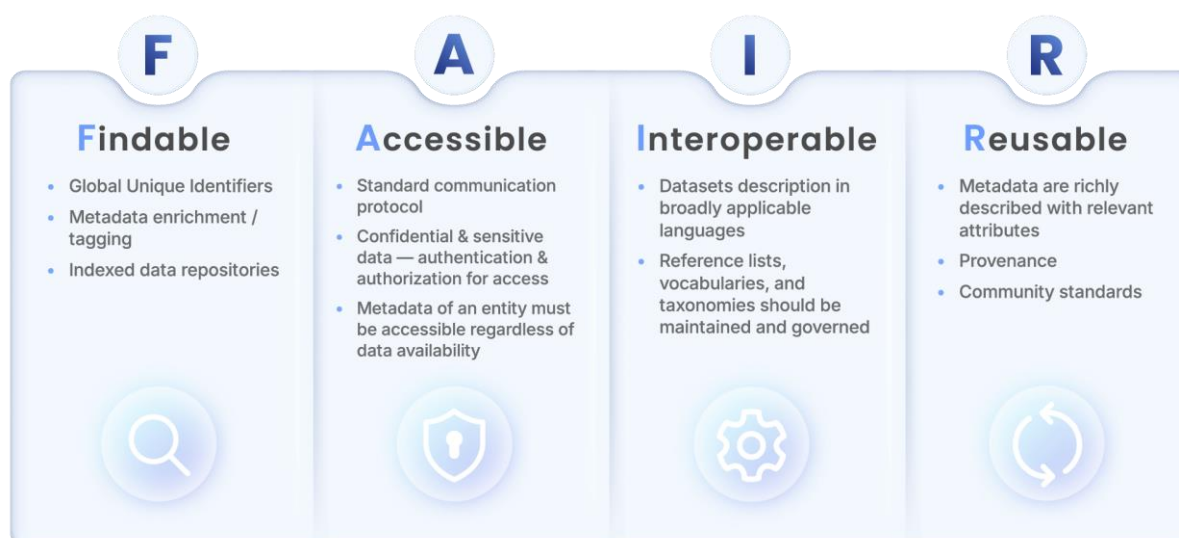 F
Findable
• Global Unique Identifiers
• Metadata enrichment /
tagging
• Indexed data repositories
A
Accessible
• Standard communication
protocol
• Confidential & sensitive
data — authentication &
authorization for access
• Metadata of an entity must
be accessible regardless of
data availability
I
Interoperable
• Datasets description in
broadly applicable
languages
• Reference lists,
vocabularies, and
taxonomies should be
maintained and governed
R
Reusable
• Metadata are richly
described with relevant
attributes
• Provenance
• Community standards